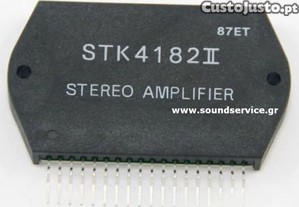 CustoJusto.pt
87ET
STK4182II
STEREO AMPLIFIER
www.soundservice.gr